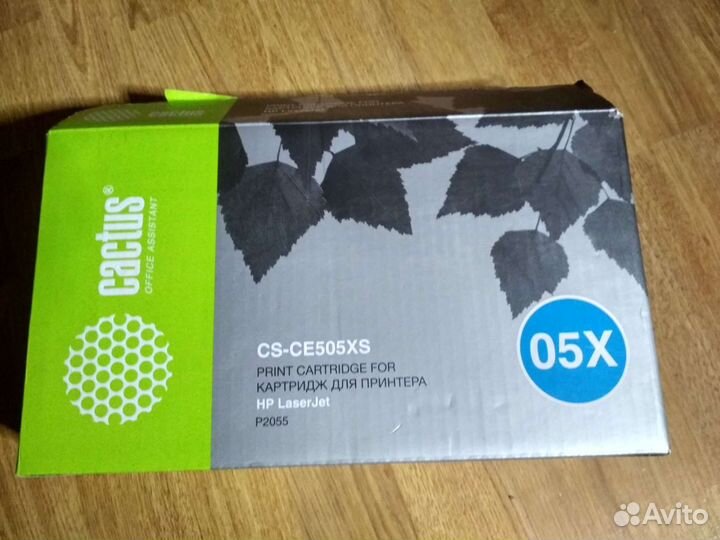 cactus®
OFFICE ASSISTANT
CS-CE505XS
PRINT CARTRIDGE FOR
КАРТРИДЖ ДЛЯ ПРИНТЕРА
HP LaserJet
P2055
05X
Avito